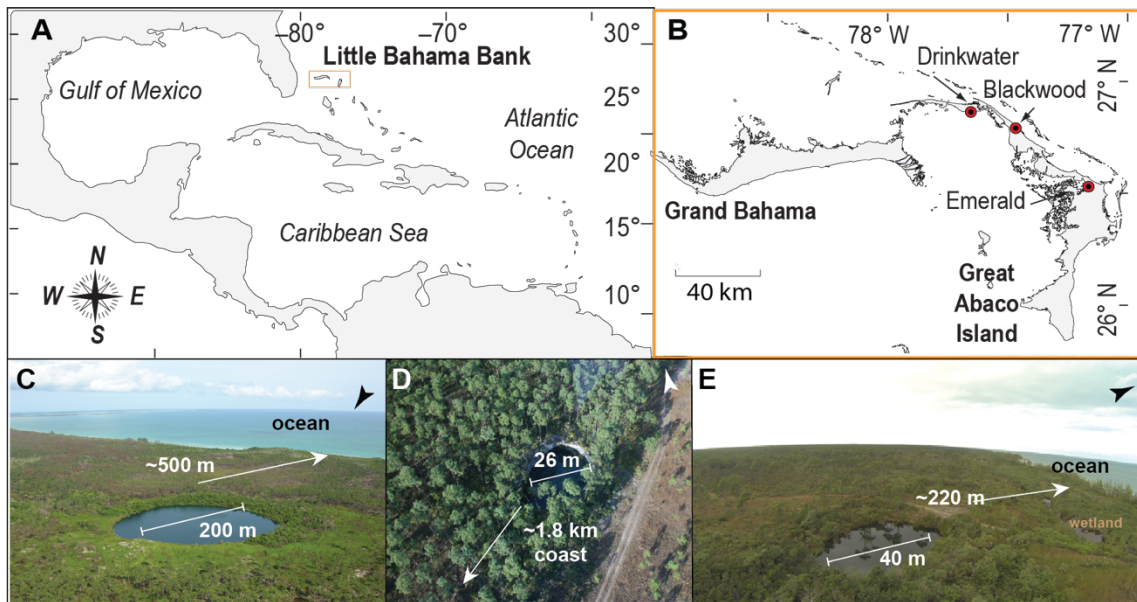 A
−80°
−70°
30°
Little Bahama Bank
Gulf of Mexico
25°
Atlantic
Ocean
20°
15°
Caribbean Sea
10°
N
W
E
S
B
78° W
77° W
Drinkwater
27° N
Blackwood
Emerald
Grand Bahama
40 km
Great
Abaco
Island
26° N
C
ocean
~500 m
200 m
D
26 m
~1.8 km
coast
E
ocean
~220 m
wetland
40 m